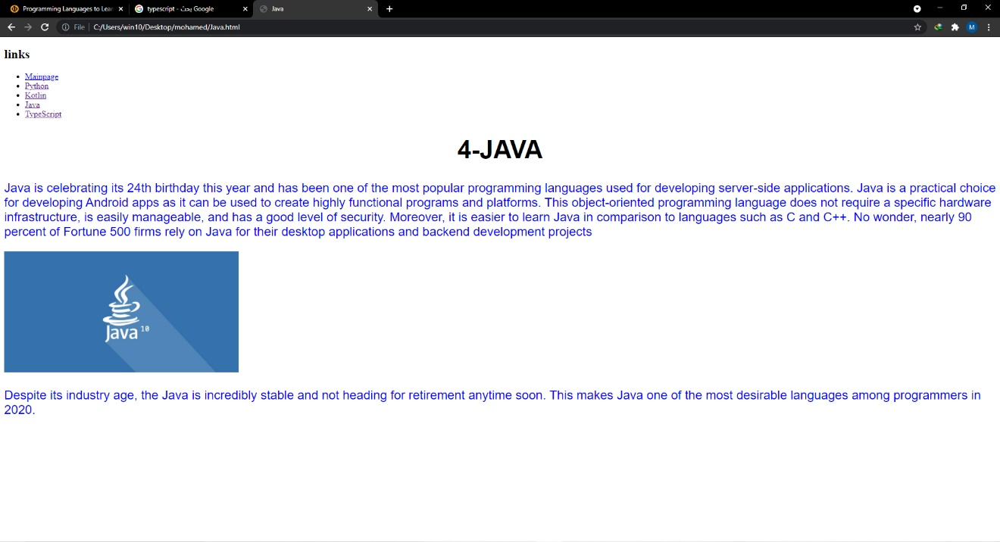 Programming Languages to Lear
typescript - بحث Google
Java
File
C:/Users/win10/Desktop/mohamed/Java.html
M
links
Mainpage
Python
Kotlin
Java
TypeScript
4-JAVA
Java is celebrating its 24th birthday this year and has been one of the most popular programming languages used for developing server-side applications. Java is a practical choice
for developing Android apps as it can be used to create highly functional programs and platforms. This object-oriented programming language does not require a specific hardware
infrastructure, is easily manageable, and has a good level of security. Moreover, it is easier to learn Java in comparison to languages such as C and C++. No wonder, nearly 90
percent of Fortune 500 firms rely on Java for their desktop applications and backend development projects
Java 10
Despite its industry age, the Java is incredibly stable and not heading for retirement anytime soon. This makes Java one of the most desirable languages among programmers in
2020.